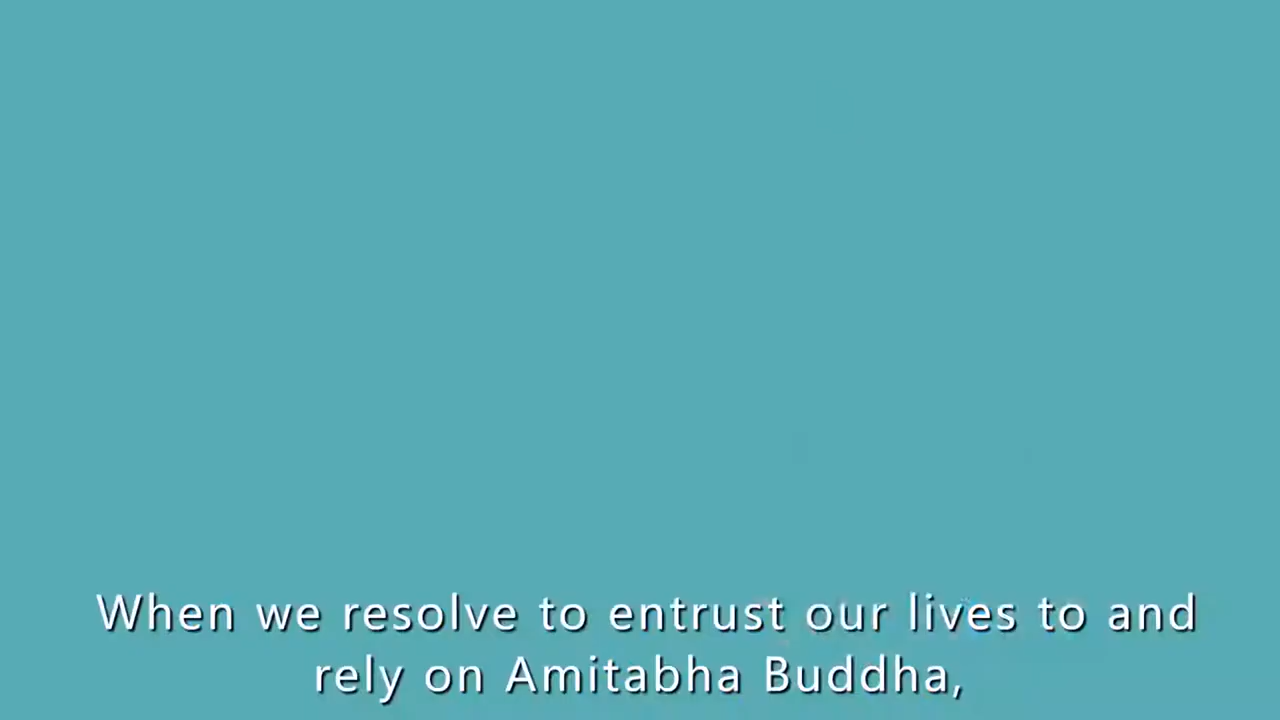 When we resolve to entrust our lives to and
rely on Amitabha Buddha,